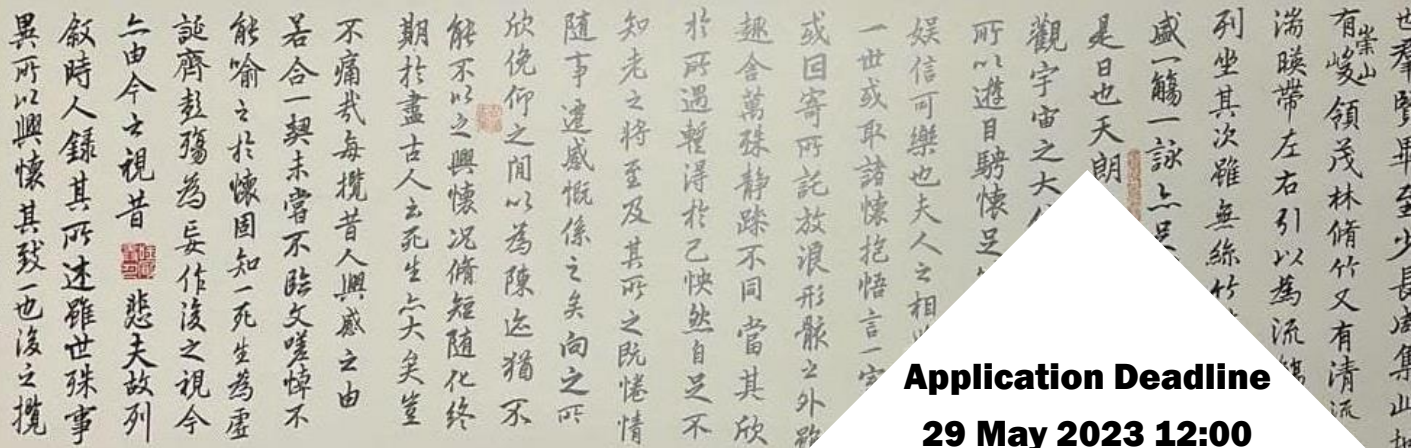 也羣賢畢至少長咸集此
有崇山峻領茂林脩竹又有清流
湍暎帶左右引以為流觴
列坐其次雖無絲竹
盛一觴一詠亦足
是日也天朗
觀宇宙之大
所以遊目騁懷足
娛信可樂也夫人之相
一世或取諸懷抱悟言一室
或因寄所託放浪形骸之外雖
趣舍萬殊靜躁不同當其欣
於所遇暫得於己怏然自足不
知老之將至及其所之既惓情
隨事遷感慨係之矣向之所
欣俛仰之間以為陳迹猶不
能不以之興懷況脩短随化終
期於盡古人云死生亦大矣豈
不痛哉每攬昔人興感之由
若合一契未嘗不臨文嗟悼不
能喻之於懷固知一死生為虛
誕齊彭殤為妄作後之視今
亦由今之視昔悲夫故列
叙時人録其所述雖世殊事
異所以興懷其致一也後之攬
Application Deadline
29 May 2023 12:00